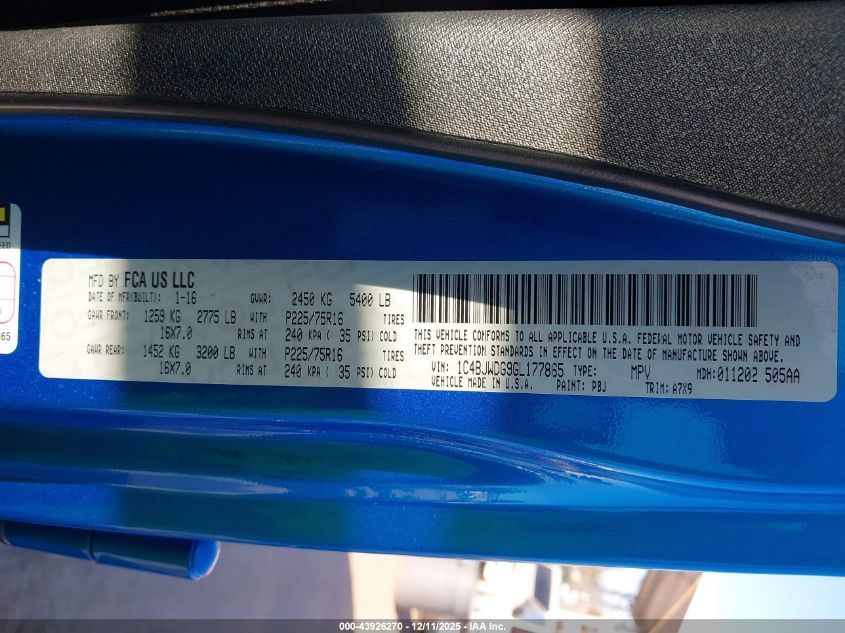 EED
865
MFD BY FCA US LLC
DATE OF MFR(BUILT): 1-16 GVWR: 2450 KG 5400 LB
GAWR FRONT: 1259 KG 2775 LB WITH P225/75R16 TIRES
16X7.0 RIMS AT 240 KPA ( 35 PSI) COLD
GAWR REAR: 1452 KG 3200 LB WITH P225/75R16 TIRES
16X7.0 RIMS AT 240 KPA ( 35 PSI) COLD
THIS VEHICLE CONFORMS TO ALL APPLICABLE U.S.A. FEDERAL MOTOR VEHICLE SAFETY AND
THEFT PREVENTION STANDARDS IN EFFECT ON THE DATE OF MANUFACTURE SHOWN ABOVE.
VIN: 1C4BJWDG9GL177865 TYPE: MPV MDH:011202 505AA
VEHICLE MADE IN U.S.A. PAINT: PBJ TRIM: A7X9
000-43926270 - 12/11/2025 - IAA Inc.